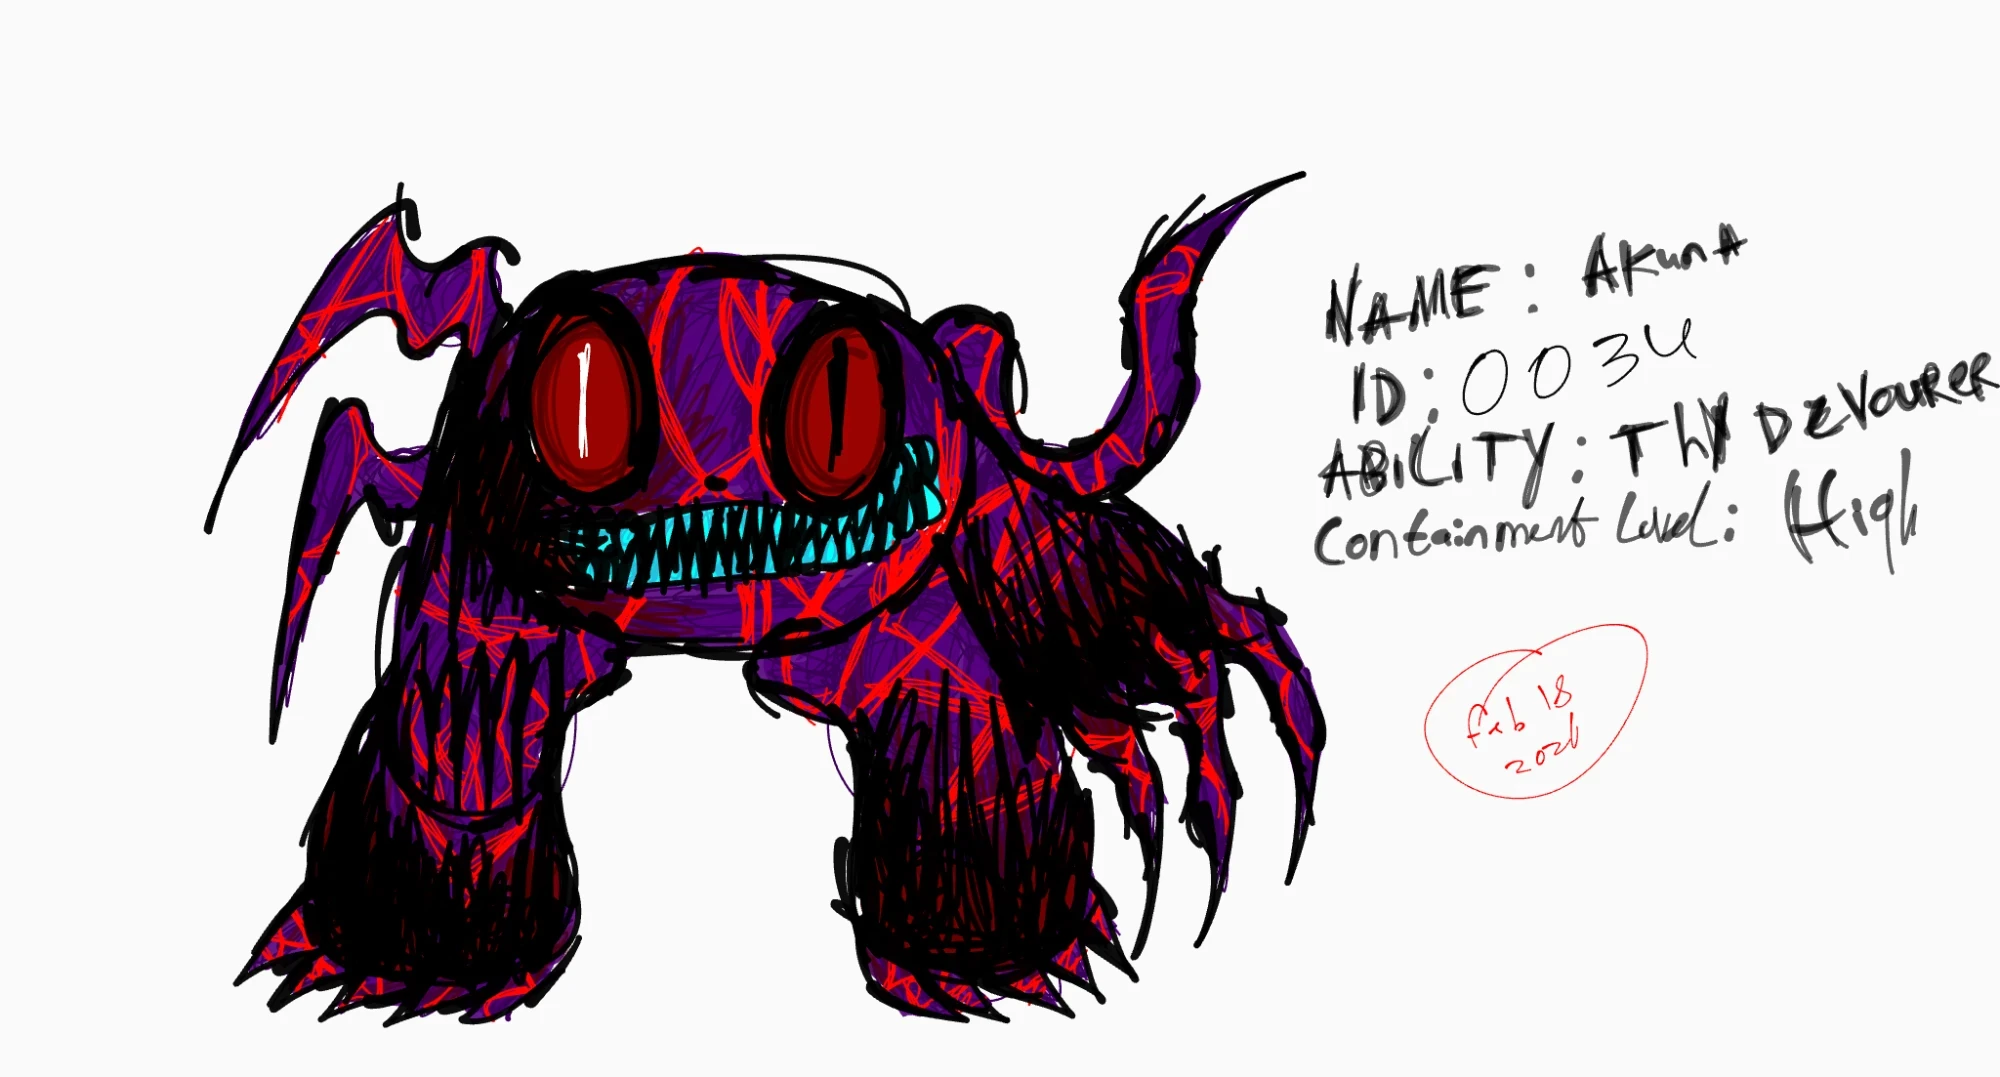 NAME: AkunA
ID: 0034
ABILITY: ThY DEVOURER
Containment Level: High
feb 18
2026